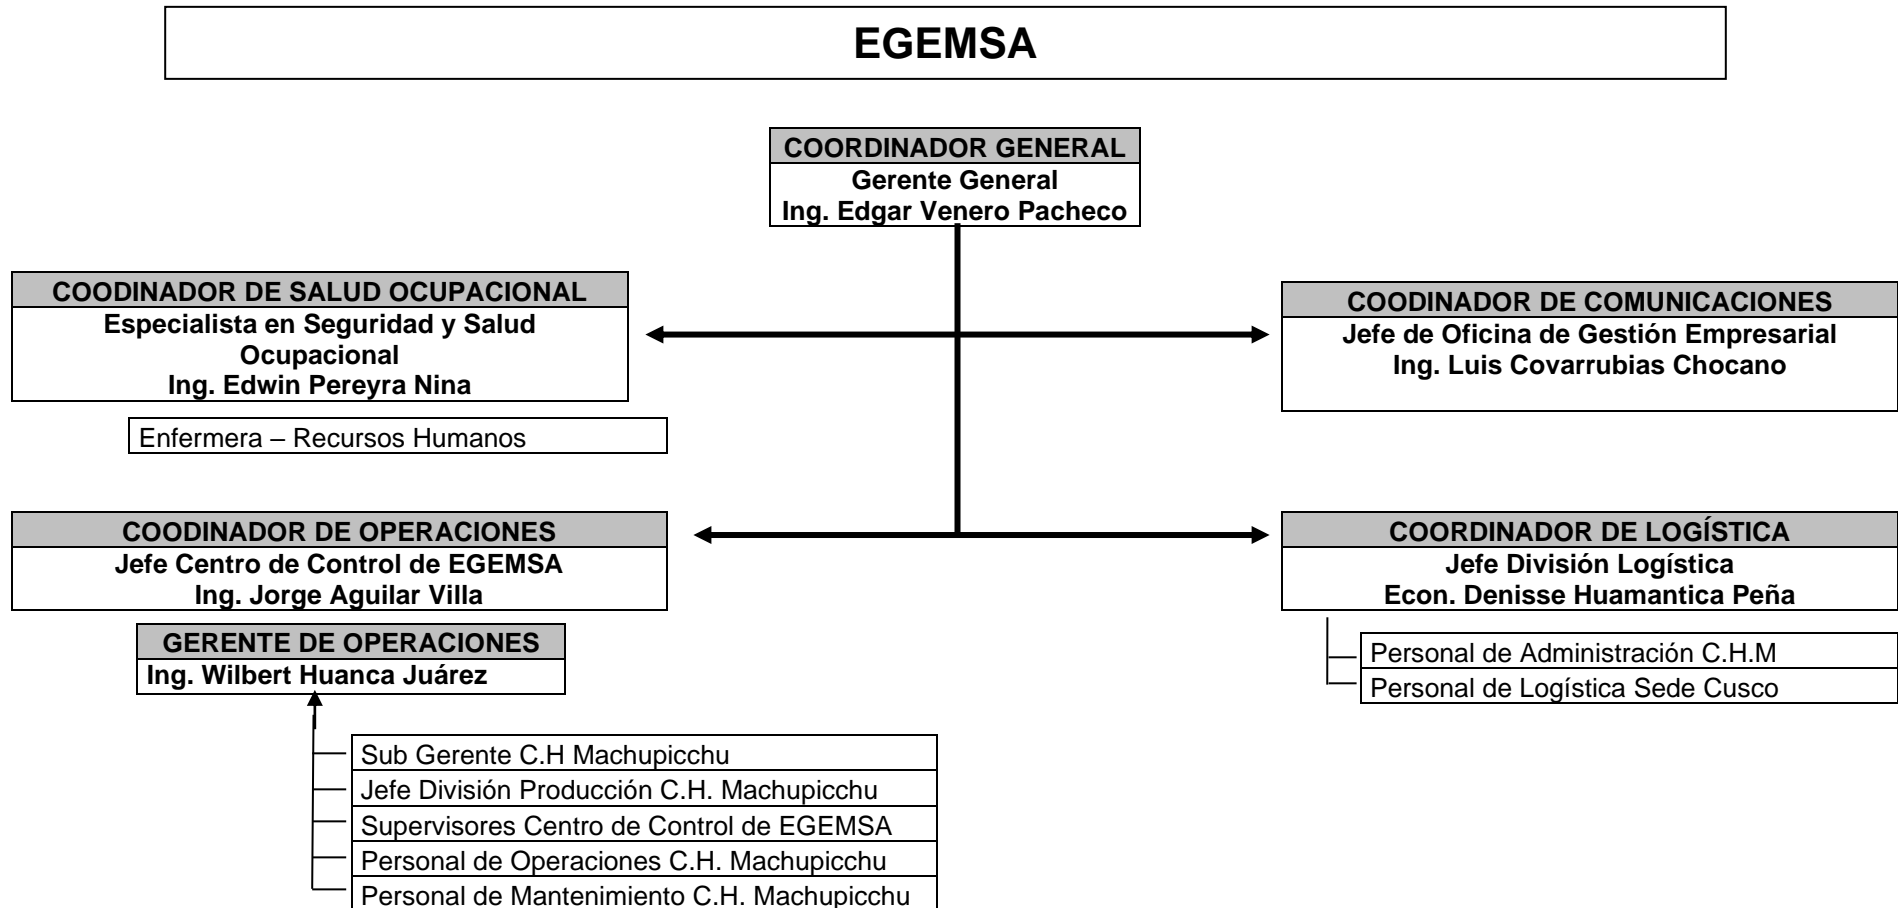 EGEMSA
COORDINADOR GENERAL
Gerente General
Ing. Edgar Venero Pacheco
COODINADOR DE SALUD OCUPACIONAL
Especialista en Seguridad y Salud
Ocupacional
Ing. Edwin Pereyra Nina
Enfermera – Recursos Humanos
COODINADOR DE COMUNICACIONES
Jefe de Oficina de Gestión Empresarial
Ing. Luis Covarrubias Chocano
COODINADOR DE OPERACIONES
Jefe Centro de Control de EGEMSA
Ing. Jorge Aguilar Villa
GERENTE DE OPERACIONES
Ing. Wilbert Huanca Juárez
Sub Gerente C.H Machupicchu
Jefe División Producción C.H. Machupicchu
Supervisores Centro de Control de EGEMSA
Personal de Operaciones C.H. Machupicchu
Personal de Mantenimiento C.H. Machupicchu
COORDINADOR DE LOGÍSTICA
Jefe División Logística
Econ. Denisse Huamantica Peña
Personal de Administración C.H.M
Personal de Logística Sede Cusco